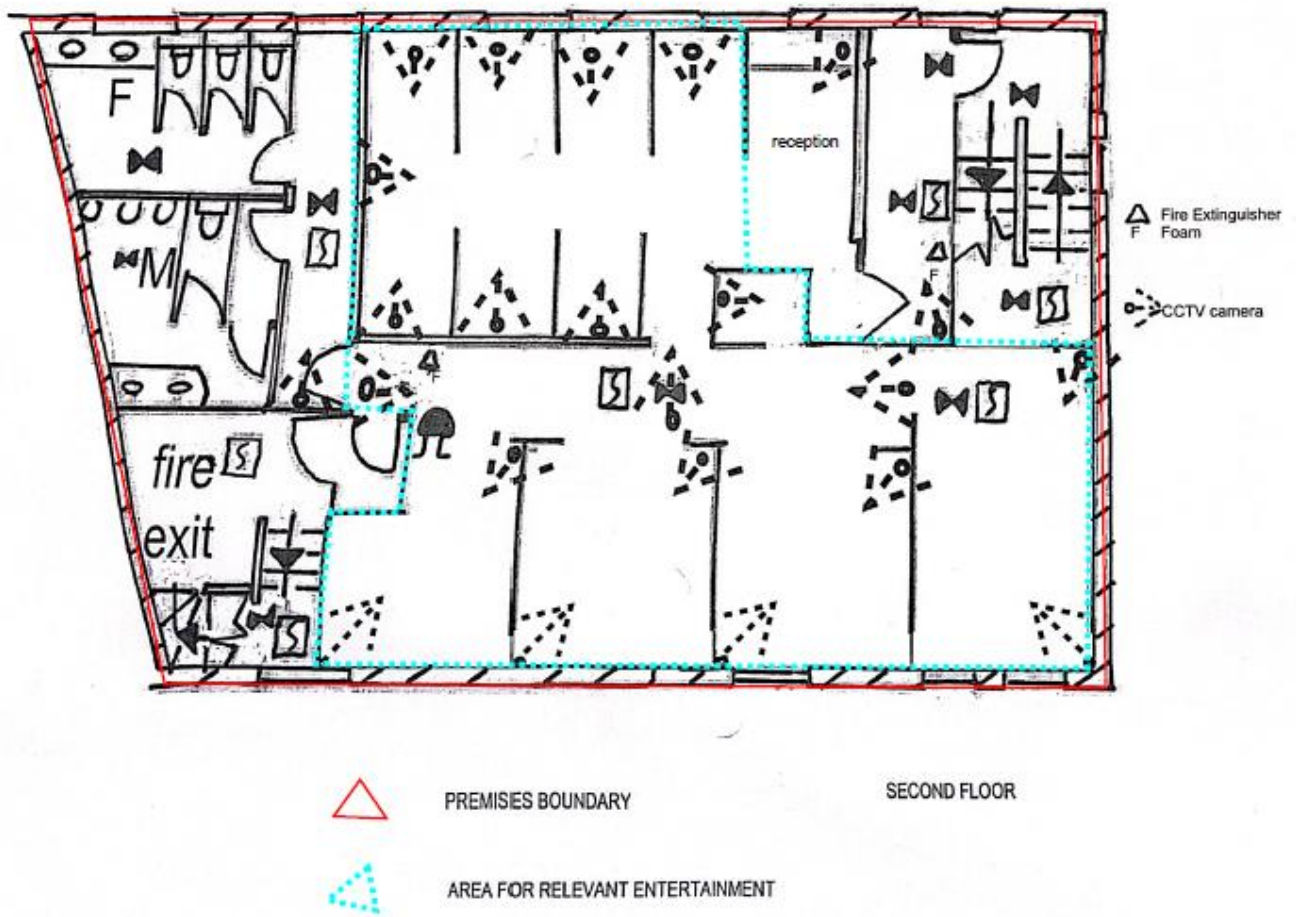 F
reception
M
F
F
fire
exit
F
Fire Extinguisher
Foam
CCTV camera
PREMISES BOUNDARY
SECOND FLOOR
AREA FOR RELEVANT ENTERTAINMENT